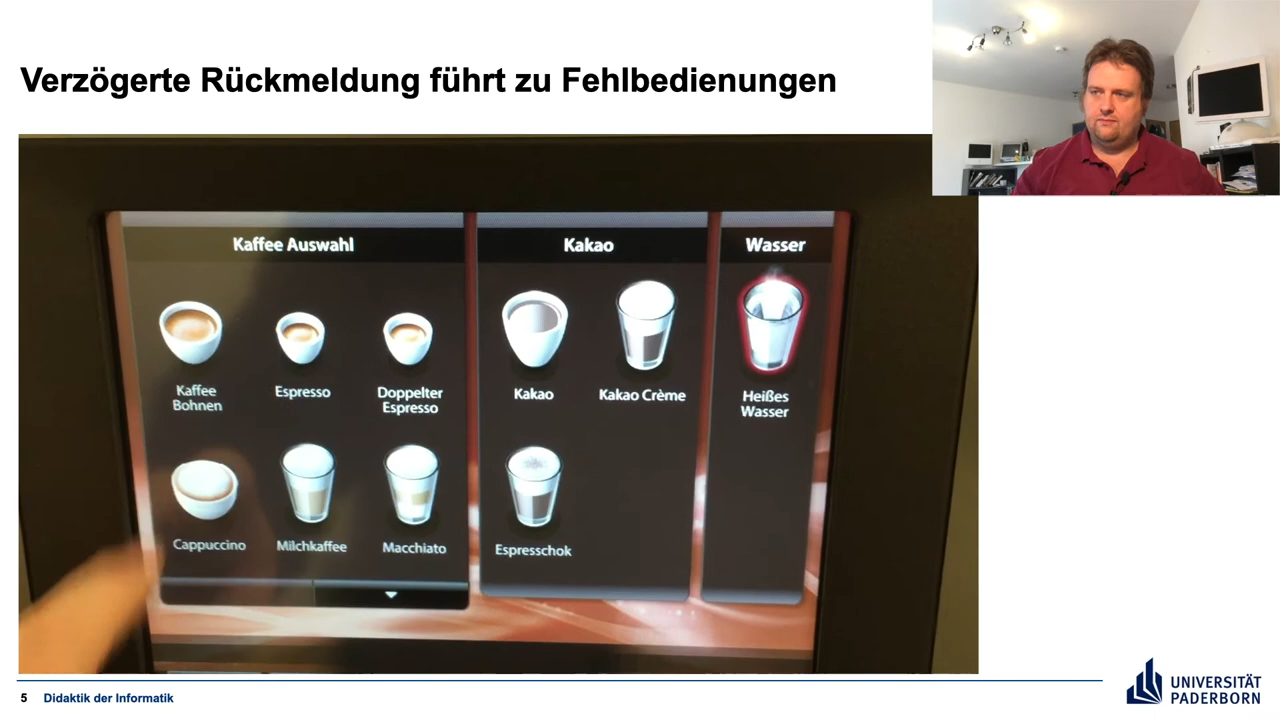 Verzögerte Rückmeldung führt zu Fehlbedienungen
Kaffee Auswahl
Kaffee
Bohnen
Espresso
Doppelter
Espresso
Cappuccino
Milchkaffee
Macchiato
Kakao
Kakao
Kakao Crème
Espresschok
Wasser
Heißes
Wasser
5 Didaktik der Informatik
UNIVERSITÄT
PADERBORN